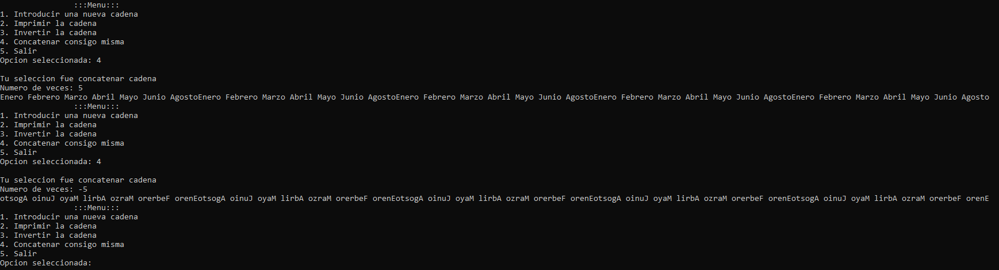 :::Menu:::
1. Introducir una nueva cadena
2. Imprimir la cadena
3. Invertir la cadena
4. Concatenar consigo misma
5. Salir
Opcion seleccionada: 4
Tu seleccion fue concatenar cadena
Numero de veces: 5
Enero Febrero Marzo Abril Mayo Junio AgostoEnero Febrero Marzo Abril Mayo Junio AgostoEnero Febrero Marzo Abril Mayo Junio AgostoEnero Febrero Marzo Abril Mayo Junio AgostoEnero Febrero Marzo Abril Mayo Junio Agosto
:::Menu:::
1. Introducir una nueva cadena
2. Imprimir la cadena
3. Invertir la cadena
4. Concatenar consigo misma
5. Salir
Opcion seleccionada: 4
Tu seleccion fue concatenar cadena
Numero de veces: -5
otsogA oinuJ oyaM lirbA ozraM orerbeF orenEotsogA oinuJ oyaM lirbA ozraM orerbeF orenEotsogA oinuJ oyaM lirbA ozraM orerbeF orenEotsogA oinuJ oyaM lirbA ozraM orerbeF orenEotsogA oinuJ oyaM lirbA ozraM orerbeF orenE
:::Menu:::
1. Introducir una nueva cadena
2. Imprimir la cadena
3. Invertir la cadena
4. Concatenar consigo misma
5. Salir
Opcion seleccionada: